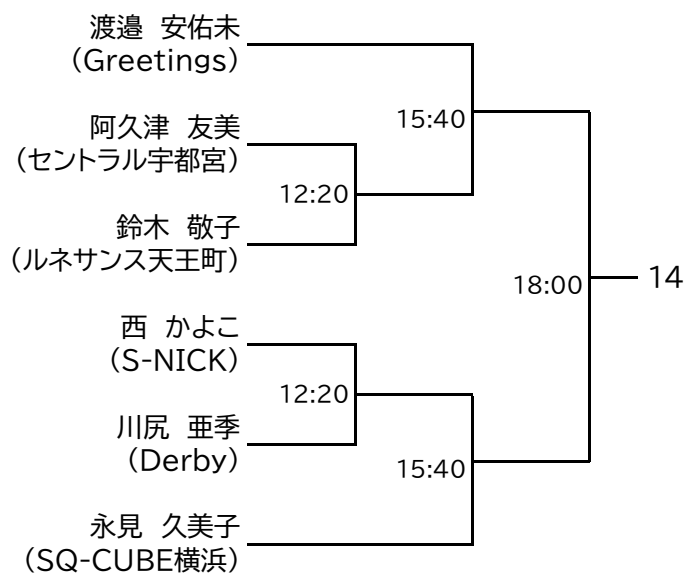 渡邉　安佑未
（Greetings）
15:40
阿久津　友美
（セントラル宇都宮）
12:20
鈴木　敬子
（ルネサンス天王町）
18:00
14
西　かよこ
（S-NICK）
12:20
川尻　亜季
（Derby）
15:40
永見　久美子
（SQ-CUBE横浜）